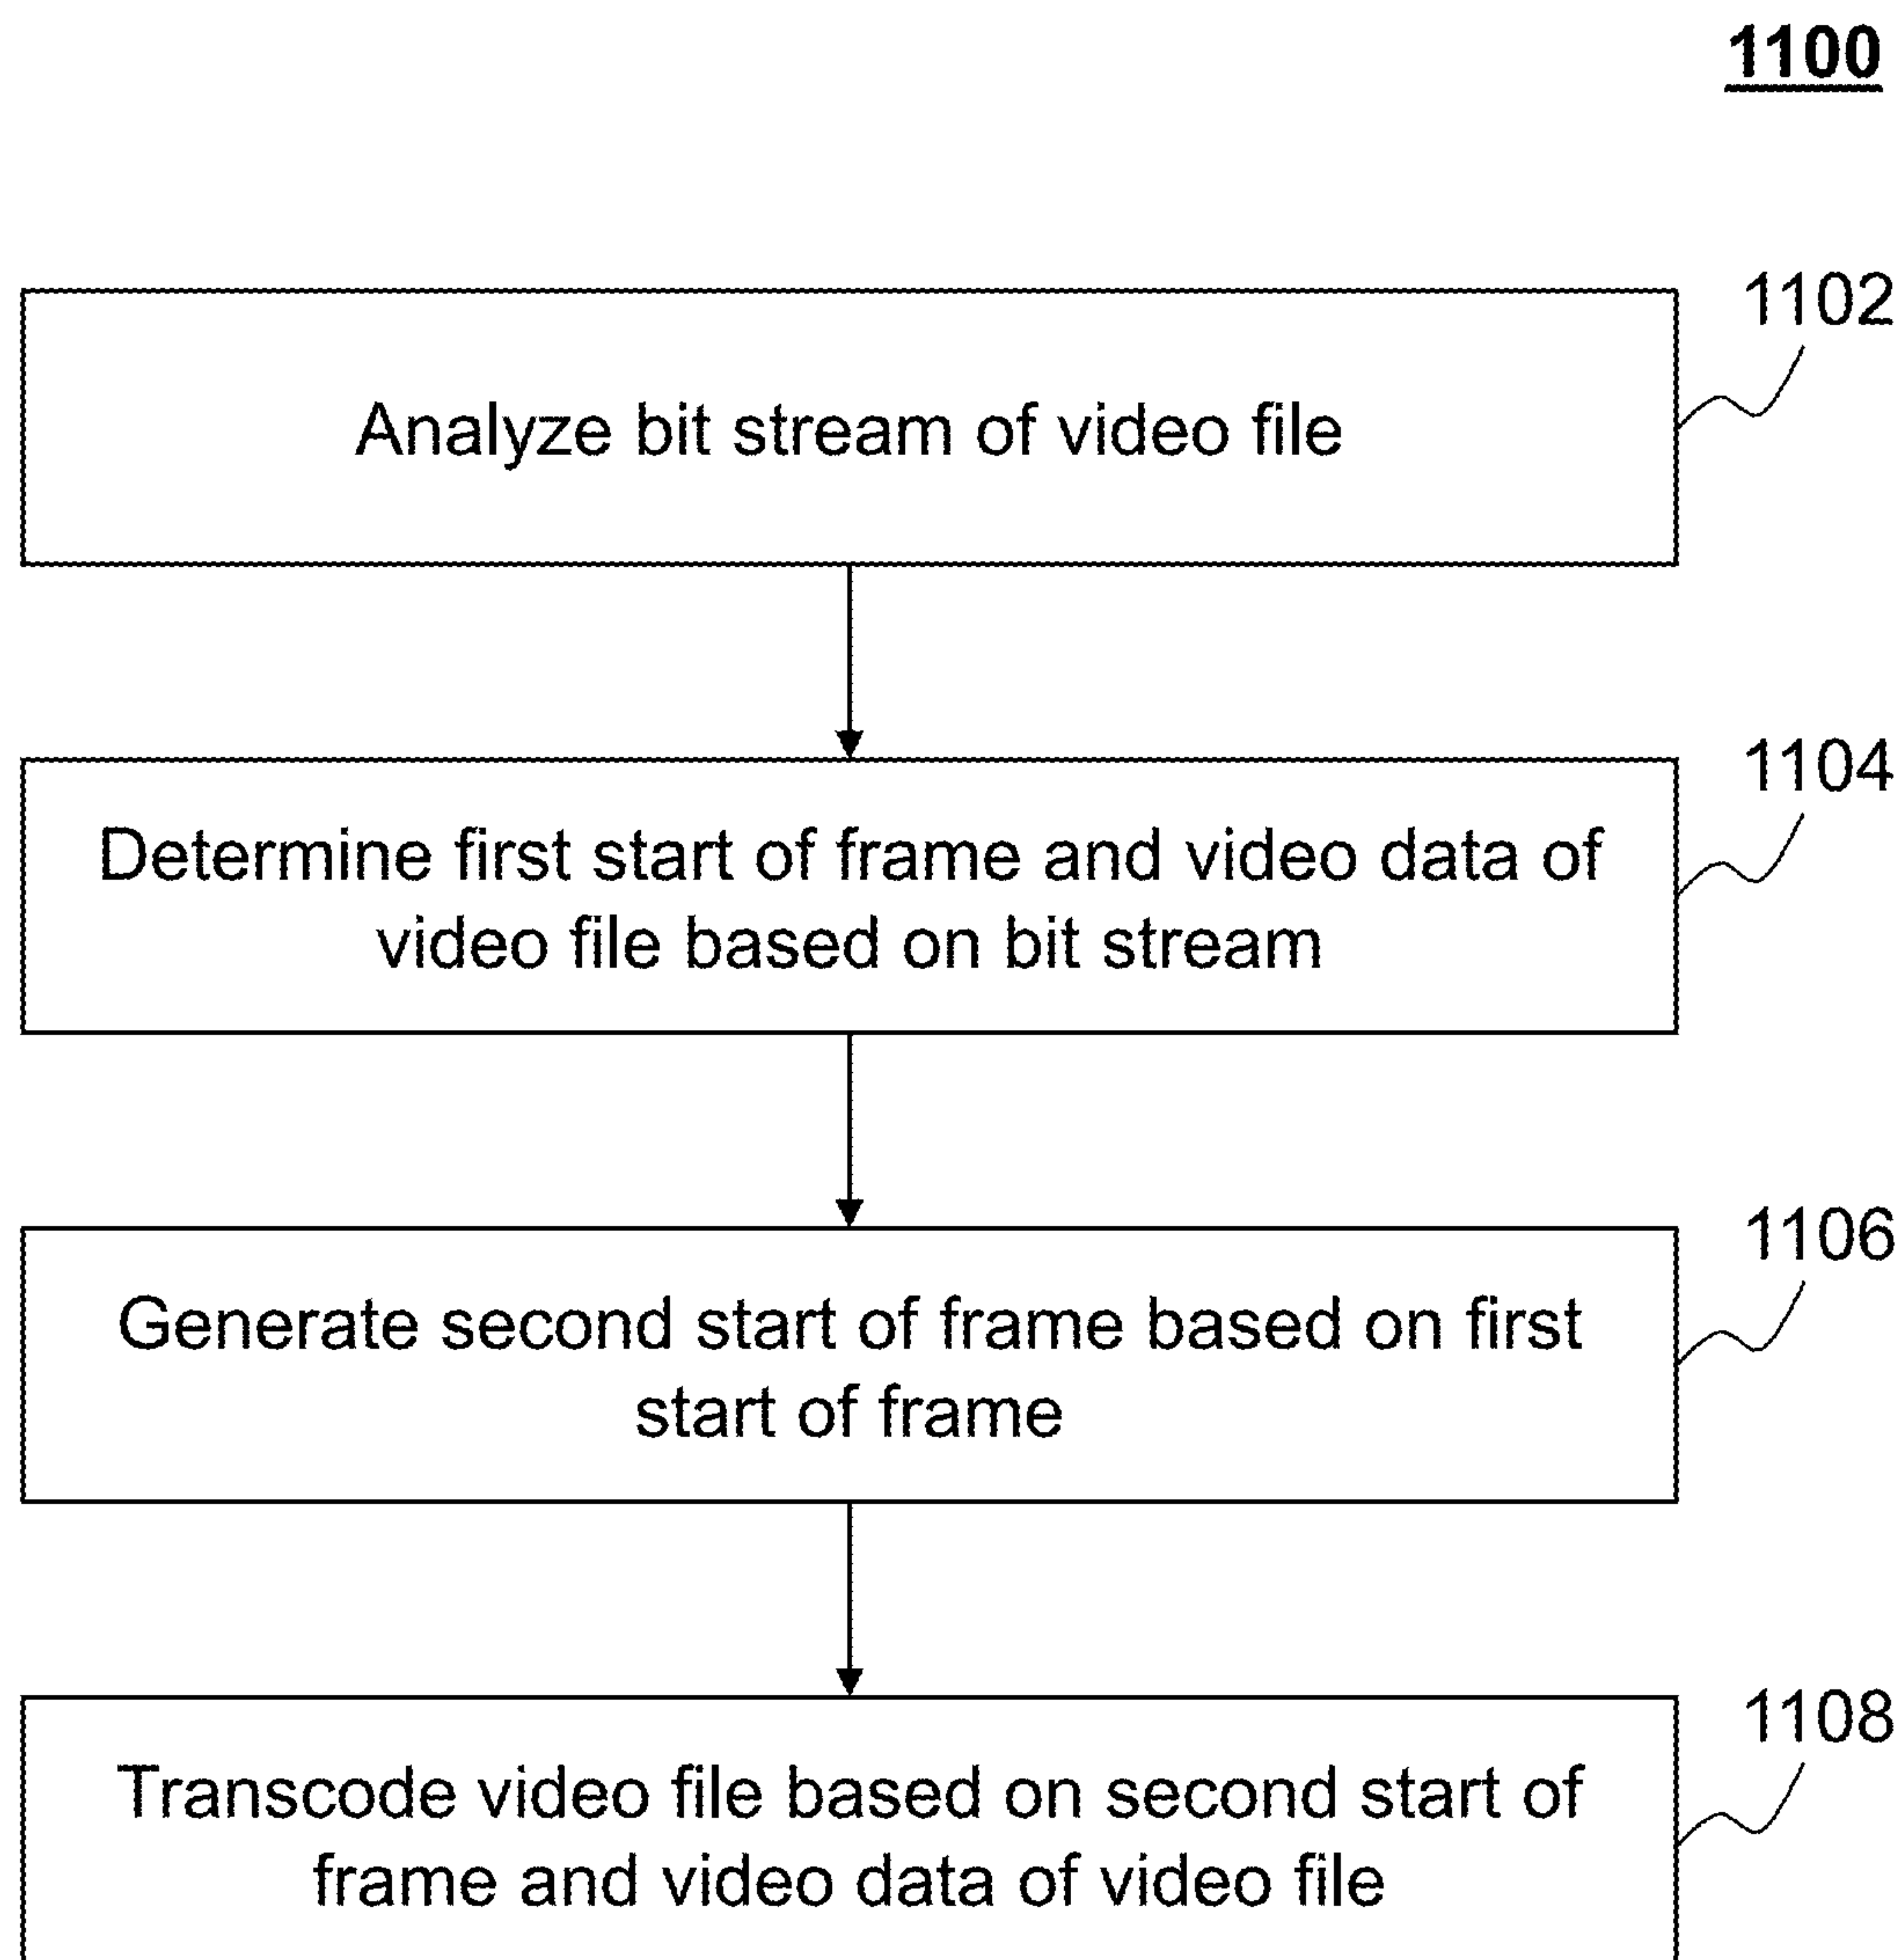 1100
1102
Analyze bit stream of video file
1104
Determine first start of frame and video data of
video file based on bit stream
1106
Generate second start of frame based on first
start of frame
1108
Transcode video file based on second start of
frame and video data of video file